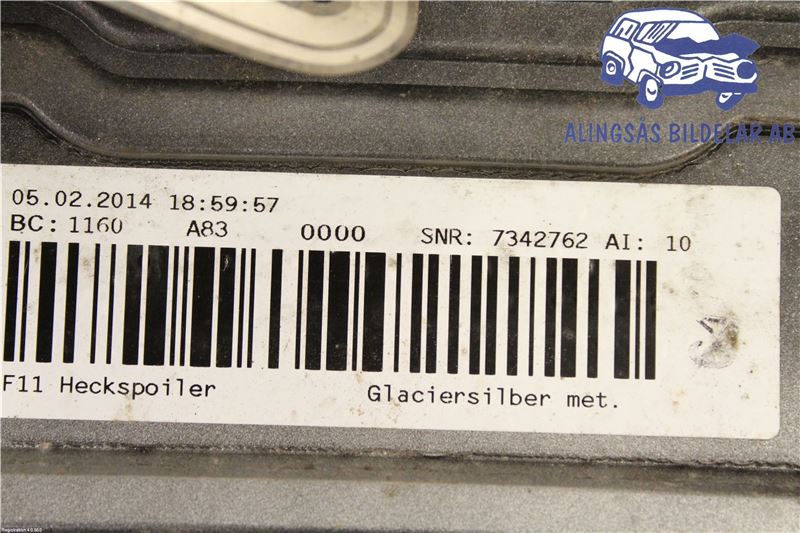 ALINGSÅS BILDELAR AB
05.02.2014 18:59:57
BC: 1160 A83 0000 SNR: 7342762 AI: 10
F11 Heckspoiler Glaciersilber met.